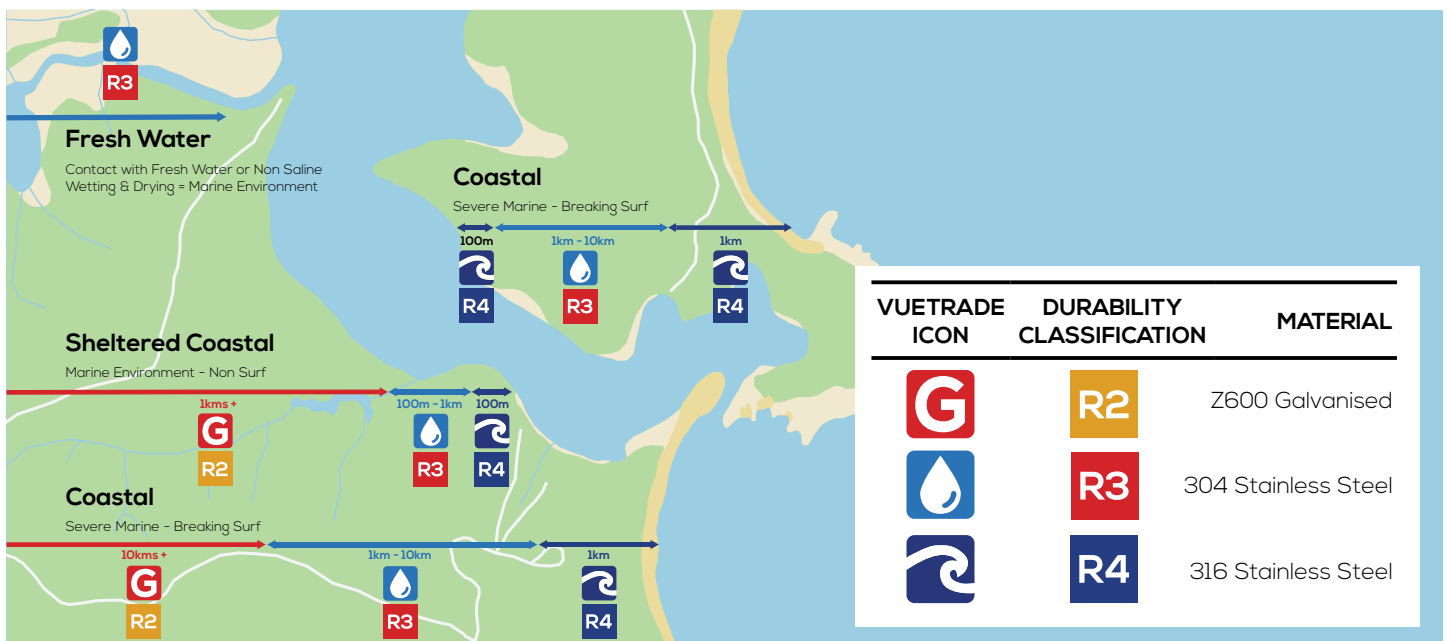 R3
Fresh Water
Contact with Fresh Water or Non Saline
Wetting & Drying = Marine Environment
Coastal
Severe Marine - Breaking Surf
100m 1km - 10km 1km
R4 R3 R4
Sheltered Coastal
Marine Environment - Non Surf
1kms + 100m - 1km 100m
G
R2 R3 R4
Coastal
Severe Marine - Breaking Surf
10kms + 1km - 10km 1km
G
R2 R3 R4
VUETRADE DURABILITY MATERIAL
ICON CLASSIFICATION
G R2 Z600 Galvanised
R3 304 Stainless Steel
R4 316 Stainless Steel